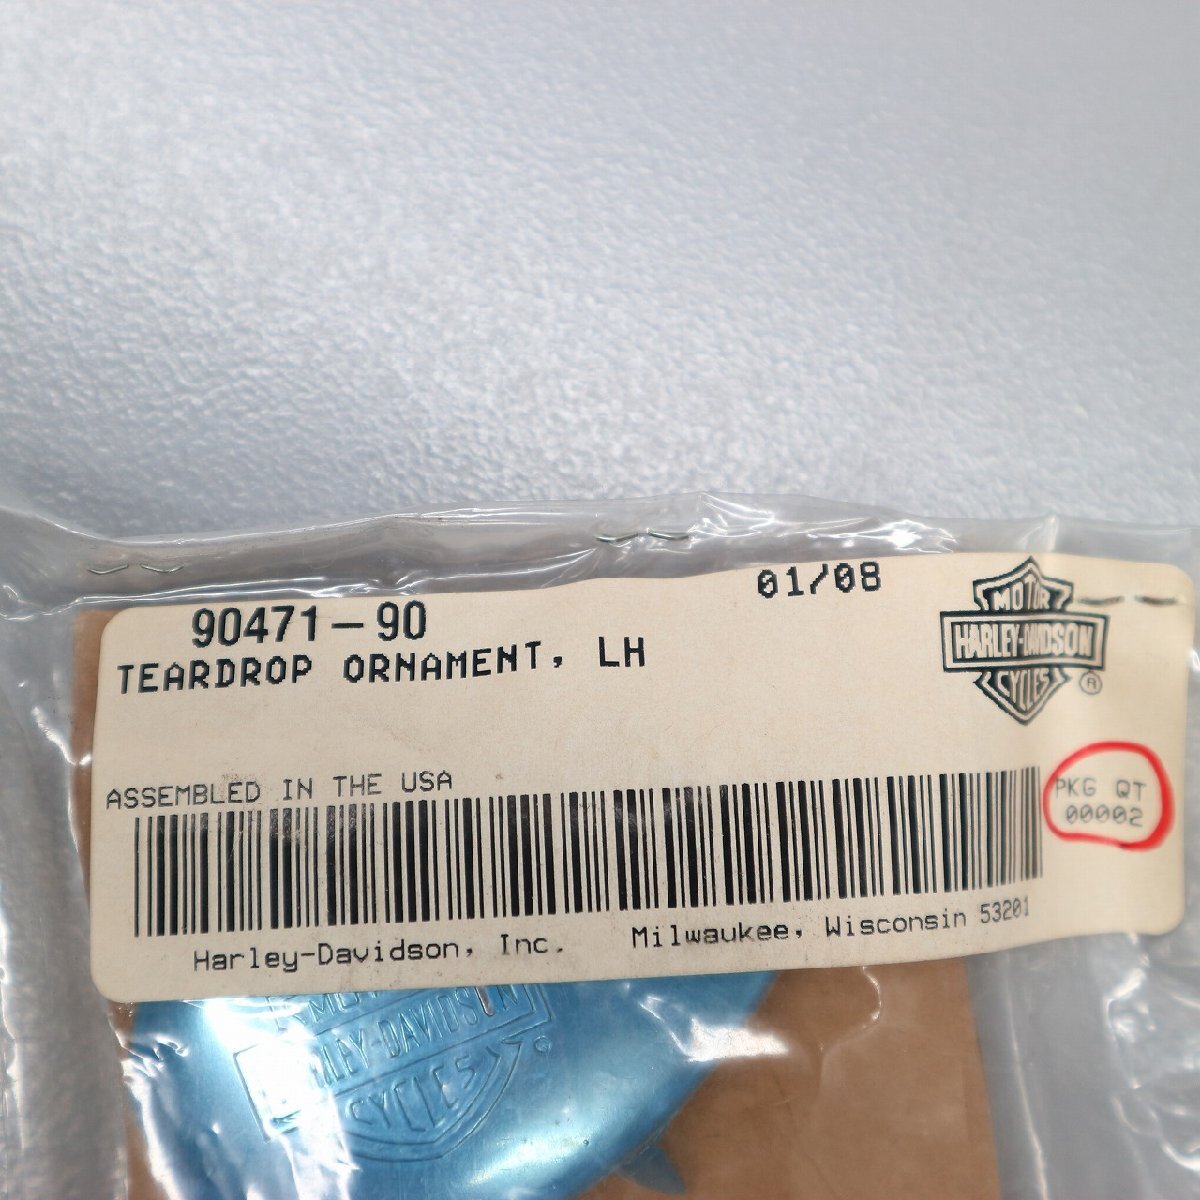 90471-90
01/08
TEARDROP ORNAMENT, LH
MOTOR
HARLEY-DAVIDSON
CYCLES
®
ASSEMBLED IN THE USA
PKG QT
00002
Harley-Davidson, Inc. Milwaukee, Wisconsin 53201
HARLEY-DAVIDSON
CYCLES